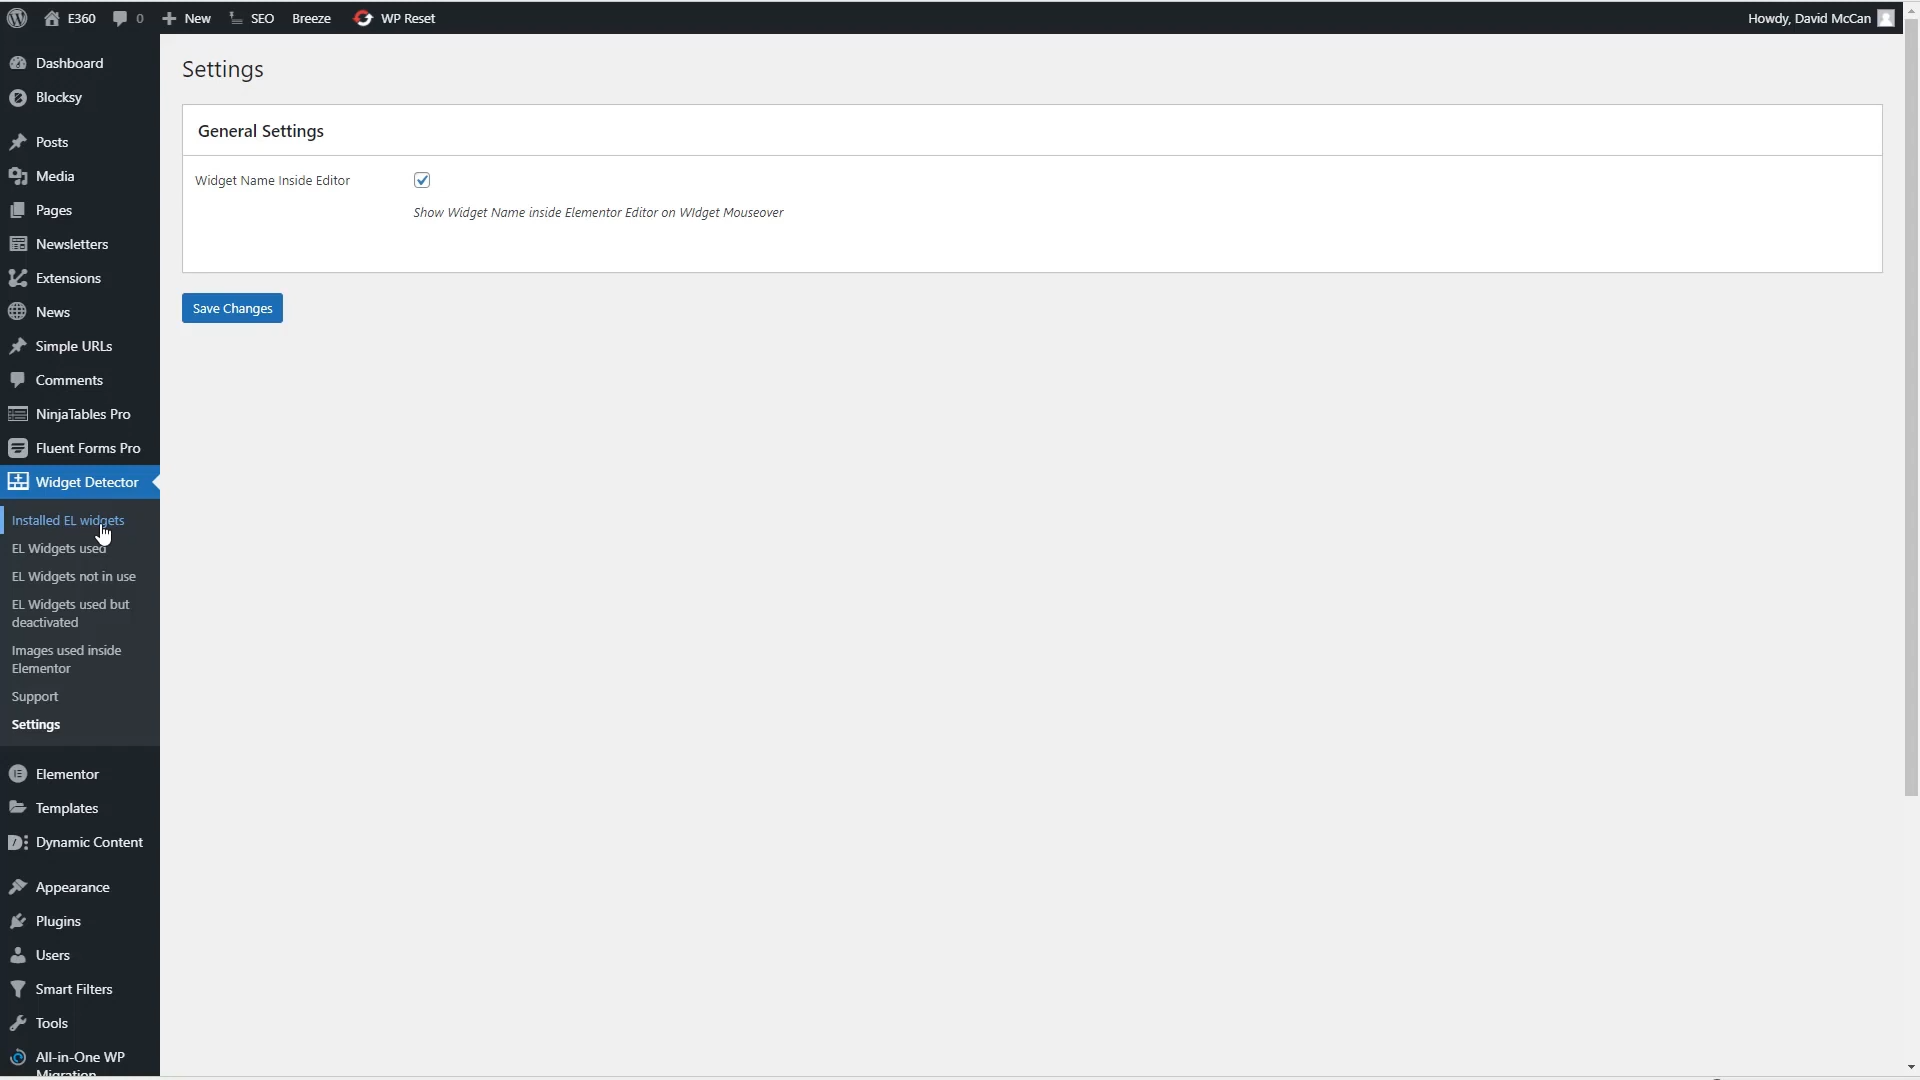 E360
0
New
SEO
Breeze
WP Reset
Howdy, David McCan
Dashboard
Blocksy
Posts
Media
Pages
Newsletters
Extensions
News
Simple URLs
Comments
NinjaTables Pro
Fluent Forms Pro
Widget Detector
Installed EL widgets
EL Widgets used
EL Widgets not in use
EL Widgets used but
deactivated
Images used inside
Elementor
Support
Settings
Elementor
Templates
Dynamic Content
Appearance
Plugins
Users
Smart Filters
Tools
All-in-One WP
Migration
Settings
General Settings
Widget Name Inside Editor
Show Widget Name inside Elementor Editor on WIdget Mouseover
Save Changes